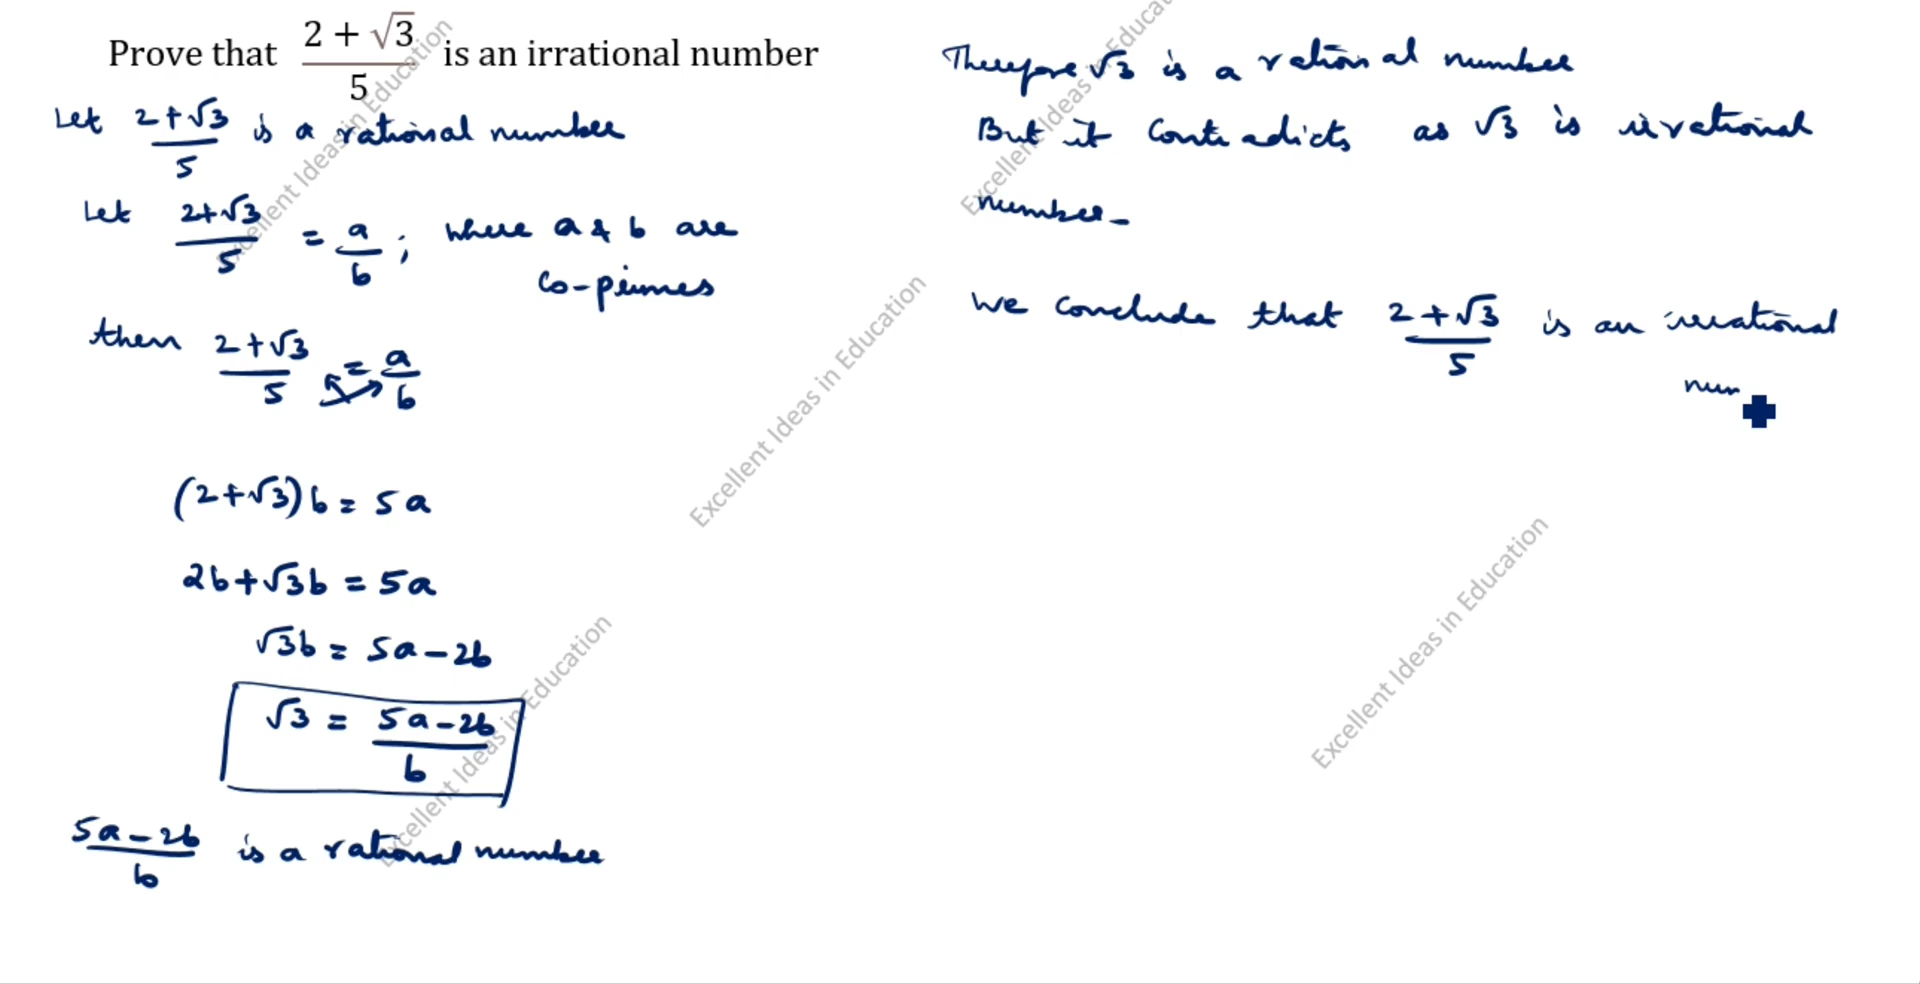 Prove that (2 + √3)/5 is an irrational number
Let (2+√3)/5 is a rational number
Let (2+√3)/5 = a/b ; where a & b are
Co-primes
then (2+√3)/5 = a/b
(2+√3)b = 5a
2b+√3b = 5a
√3b = 5a-2b
√3 = (5a-2b)/b
(5a-2b)/b is a rational number
Therefore √3 is a rational number
But it Contradicts as √3 is irrational
number-
We conclude that (2+√3)/5 is an irrational
num
Excellent Ideas in Education
Excellent Ideas in Education
Excellent Ideas in Education
Excellent Ideas in Education
Excellent Ideas in Education